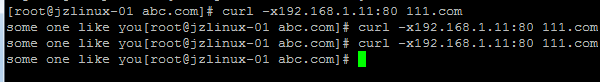 [root@jzlinux-01 abc.com]# curl -x192.168.1.11:80 111.com
some one like you[root@jzlinux-01 abc.com]# curl -x192.168.1.11:80 111.com
some one like you[root@jzlinux-01 abc.com]# curl -x192.168.1.11:80 111.com
some one like you[root@jzlinux-01 abc.com]#